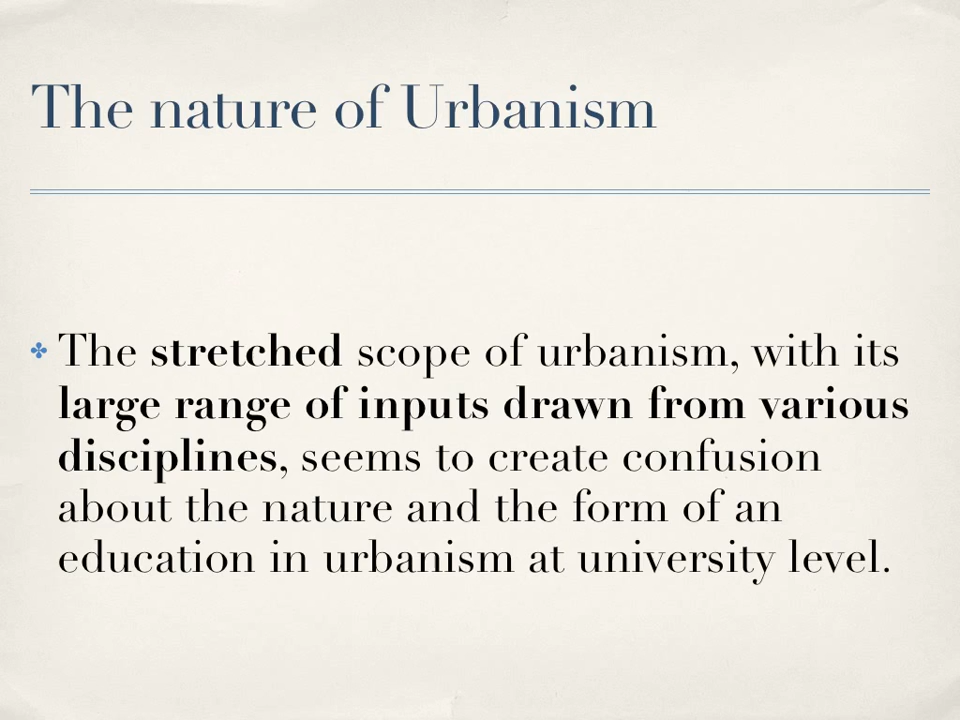 The nature of Urbanism
The stretched scope of urbanism, with its
large range of inputs drawn from various
disciplines, seems to create confusion
about the nature and the form of an
education in urbanism at university level.